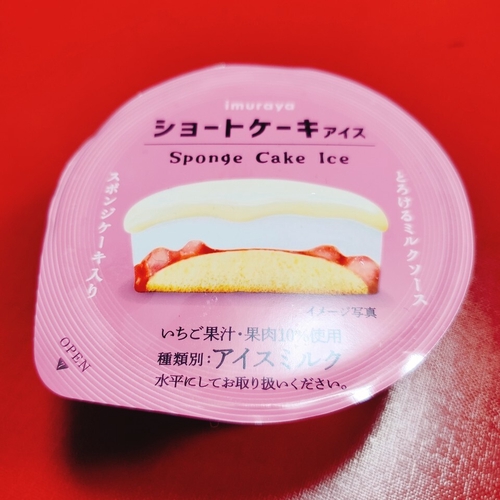 imuraya
ショートケーキアイス
Sponge Cake Ice
スポンジケーキ入り
とろけるミルクソース
イメージ写真
いちご果汁・果肉10%使用
種類別:アイスミルク
水平にしてお取り扱いください。
OPEN